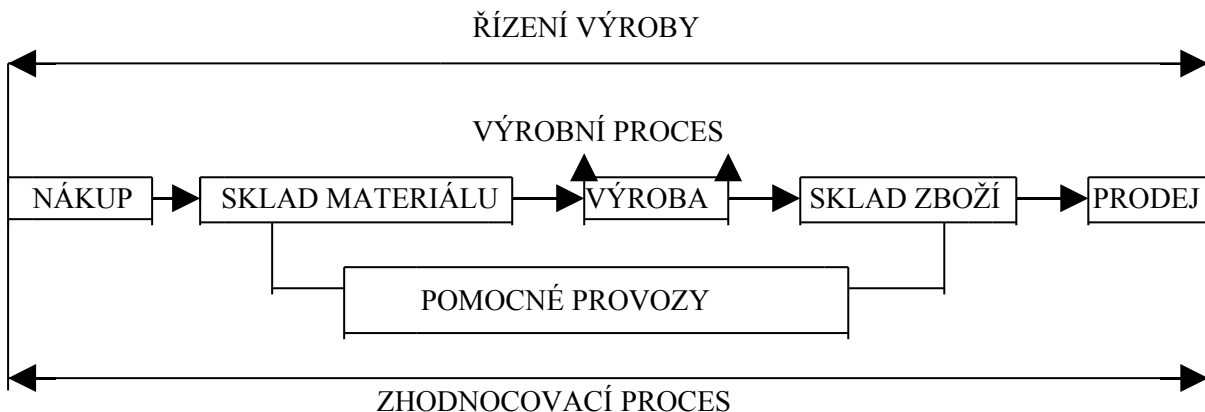 ŘÍZENÍ VÝROBY
VÝROBNÍ PROCES
NÁKUP SKLAD MATERIÁLU VÝROBA SKLAD ZBOŽÍ PRODEJ
POMOCNÉ PROVOZY
ZHODNOCOVACÍ PROCES